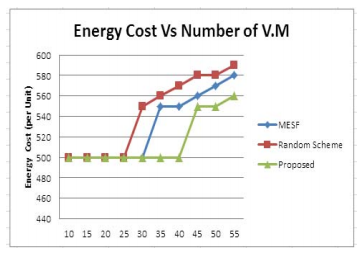 Energy Cost Vs Number of V.M
Energy Cost (per Unit)
600
580
560
540
520
500
480
460
440
10 15 20 25 30 35 40 45 50 55
MESF
Random Scheme
Proposed